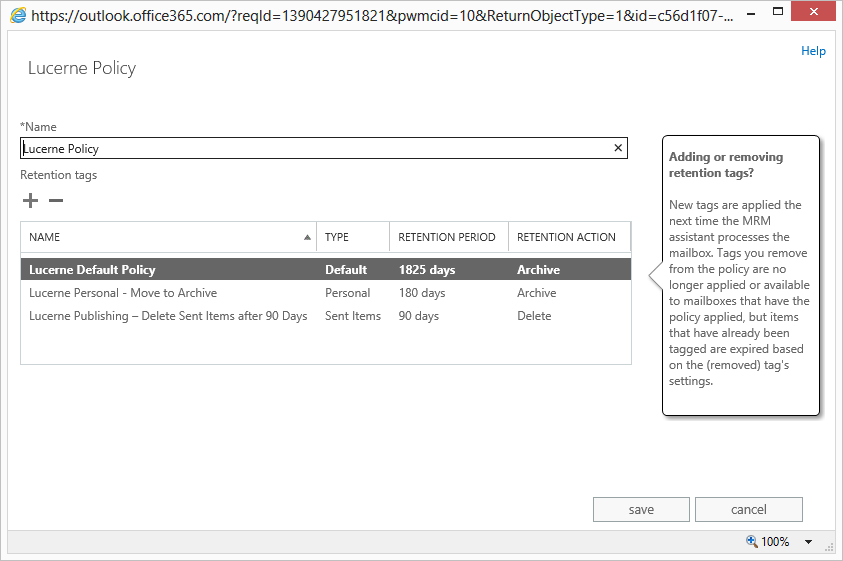 https://outlook.office365.com/?reqId=1390427951821&pwmcid=10&ReturnObjectType=1&id=c56d1f07-...
Help
Lucerne Policy
*Name
Lucerne Policy
Retention tags
NAME TYPE RETENTION PERIOD RETENTION ACTION
Lucerne Default Policy Default 1825 days Archive
Lucerne Personal - Move to Archive Personal 180 days Archive
Lucerne Publishing – Delete Sent Items after 90 Days Sent Items 90 days Delete
Adding or removing
retention tags?
New tags are applied the
next time the MRM
assistant processes the
mailbox. Tags you remove
from the policy are no
longer applied or available
to mailboxes that have the
policy applied, but items
that have already been
tagged are expired based
on the (removed) tag's
settings.
save cancel
100%